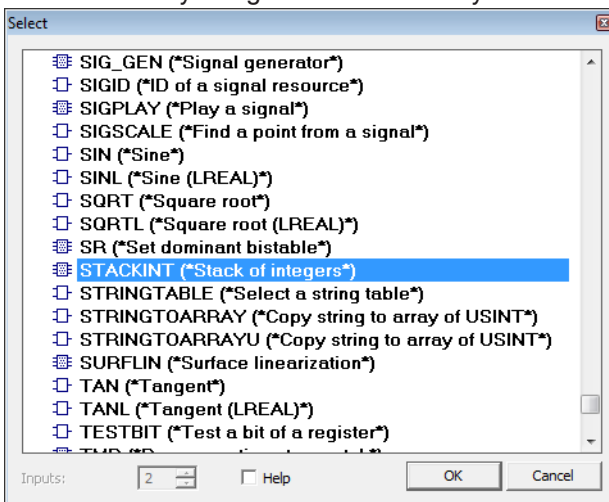 Select
SIG_GEN (*Signal generator*)
SIGID (*ID of a signal resource*)
SIGPLAY (*Play a signal*)
SIGSCALE (*Find a point from a signal*)
SIN (*Sine*)
SINL (*Sine (LREAL)*)
SQRT (*Square root*)
SQRTL (*Square root (LREAL)*)
SR (*Set dominant bistable*)
STACKINT (*Stack of integers*)
STRINGTABLE (*Select a string table*)
STRINGTOARRAY (*Copy string to array of USINT*)
STRINGTOARRAYU (*Copy string to array of USINT*)
SURFLIN (*Surface linearization*)
TAN (*Tangent*)
TANL (*Tangent (LREAL)*)
TESTBIT (*Test a bit of a register*)
Inputs: 2 Help OK Cancel